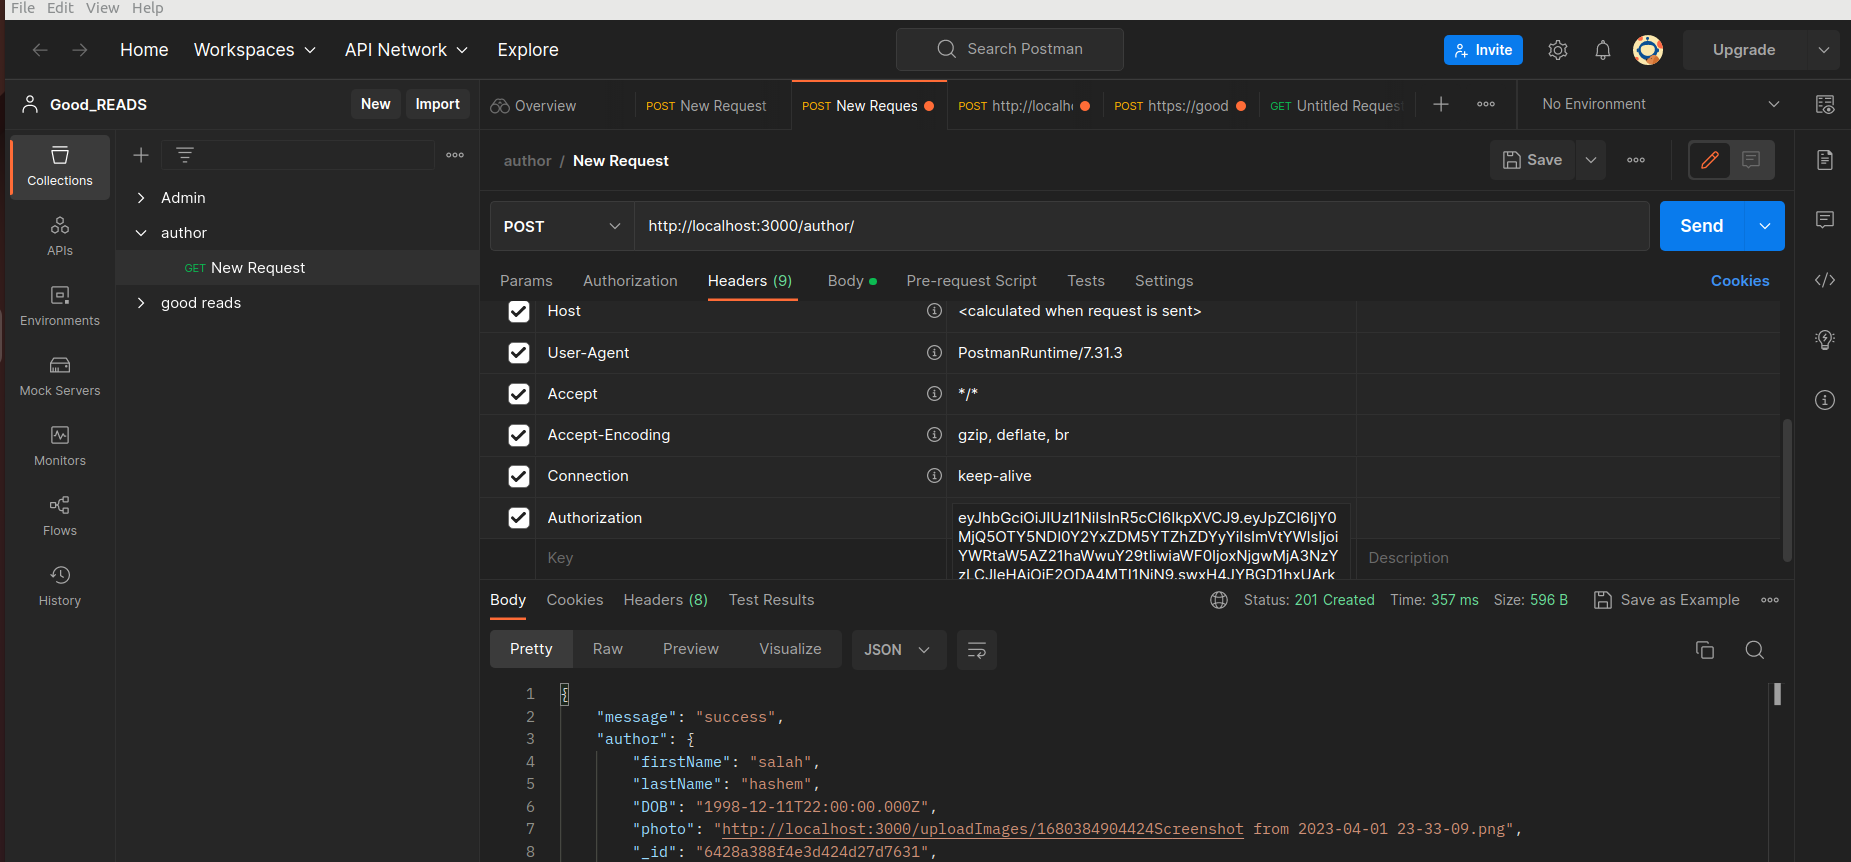 File Edit View Help
Home Workspaces API Network Explore Search Postman Invite Upgrade
Good_READS New Import Overview POST New Request POST New Reques POST http://localh POST https://good GET Untitled Reques No Environment
Collections
APIs
Environments
Mock Servers
Monitors
Flows
History
Admin
author
GET New Request
good reads
author / New Request Save
POST http://localhost:3000/author/ Send
Params Authorization Headers (9) Body Pre-request Script Tests Settings Cookies
Host <calculated when request is sent>
User-Agent PostmanRuntime/7.31.3
Accept */*
Accept-Encoding gzip, deflate, br
Connection keep-alive
Authorization
Key Description
Body Cookies Headers (8) Test Results Status: 201 Created Time: 357 ms Size: 596 B Save as Example
Pretty Raw Preview Visualize JSON
1 {
2 "message": "success",
3 "author": {
4 "firstName": "salah",
5 "lastName": "hashem",
6 "DOB": "1998-12-11T22:00:00.000Z",
7 "photo": "http://localhost:3000/uploadImages/1680384904424Screenshot from 2023-04-01 23-33-09.png",
8 "_id": "6428a388f4e3d424d27d7631",